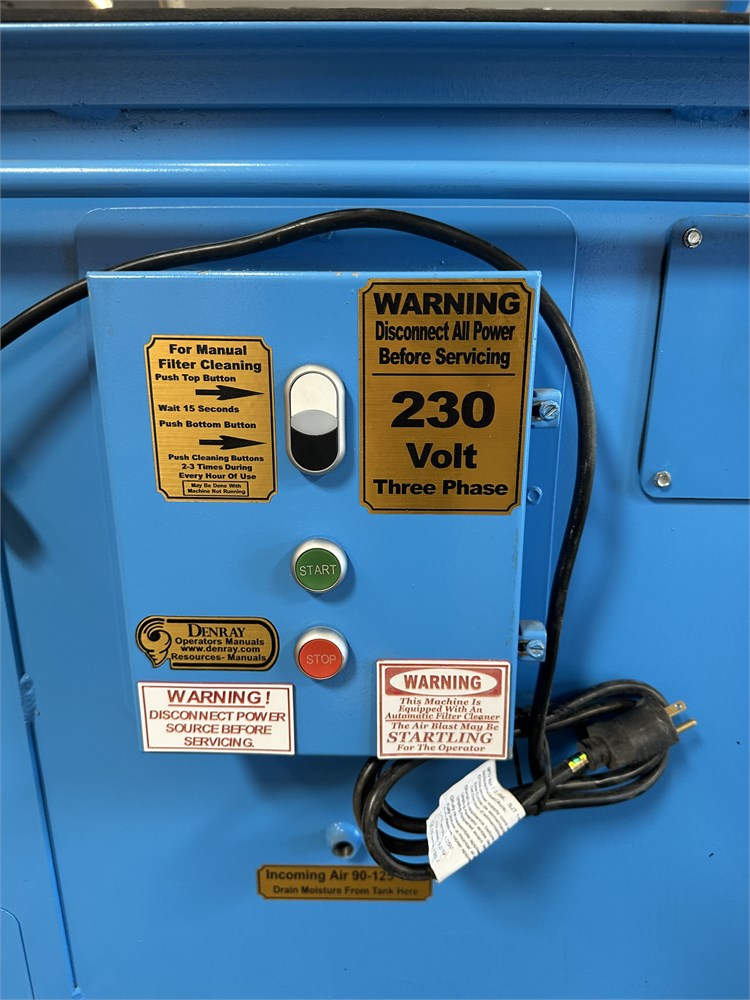 For Manual
Filter Cleaning
Push Top Button
Wait 15 Seconds
Push Bottom Button
Push Cleaning Buttons
2-3 Times During
Every Hour Of Use
May Be Done With
Machine Not Running
WARNING
Disconnect All Power
Before Servicing
230
Volt
Three Phase
START
STOP
DENRAY
Operators Manuals
www.denray.com
Resources- Manuals
WARNING!
DISCONNECT POWER
SOURCE BEFORE
SERVICING.
WARNING
This Machine Is
Equipped With An
Automatic Filter Cleaner
The Air Blast May Be
STARTLING
For The Operator
Incoming Air 90-125
Drain Moisture From Tank Here